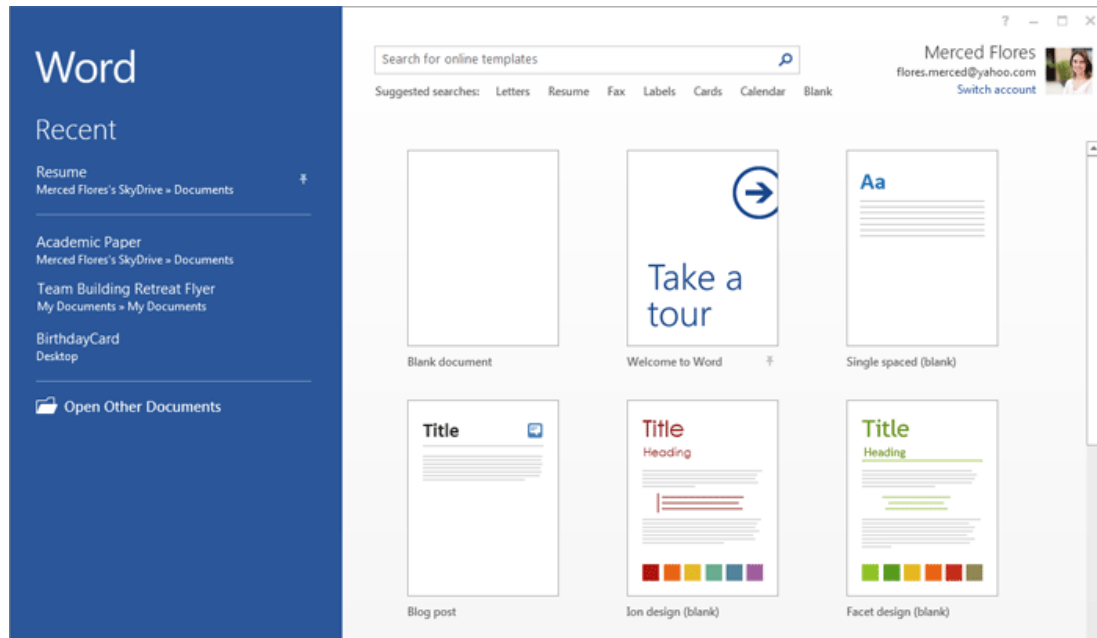 Word
Recent
Resume
Merced Flores's SkyDrive » Documents
Academic Paper
Merced Flores's SkyDrive » Documents
Team Building Retreat Flyer
My Documents » My Documents
BirthdayCard
Desktop
Open Other Documents
?
Search for online templates
Suggested searches: Letters Resume Fax Labels Cards Calendar Blank
Merced Flores
flores.merced@yahoo.com
Switch account
Take a
tour
Aa
Blank document
Welcome to Word
Single spaced (blank)
Title
Title
Heading
Title
Heading
Blog post
Ion design (blank)
Facet design (blank)